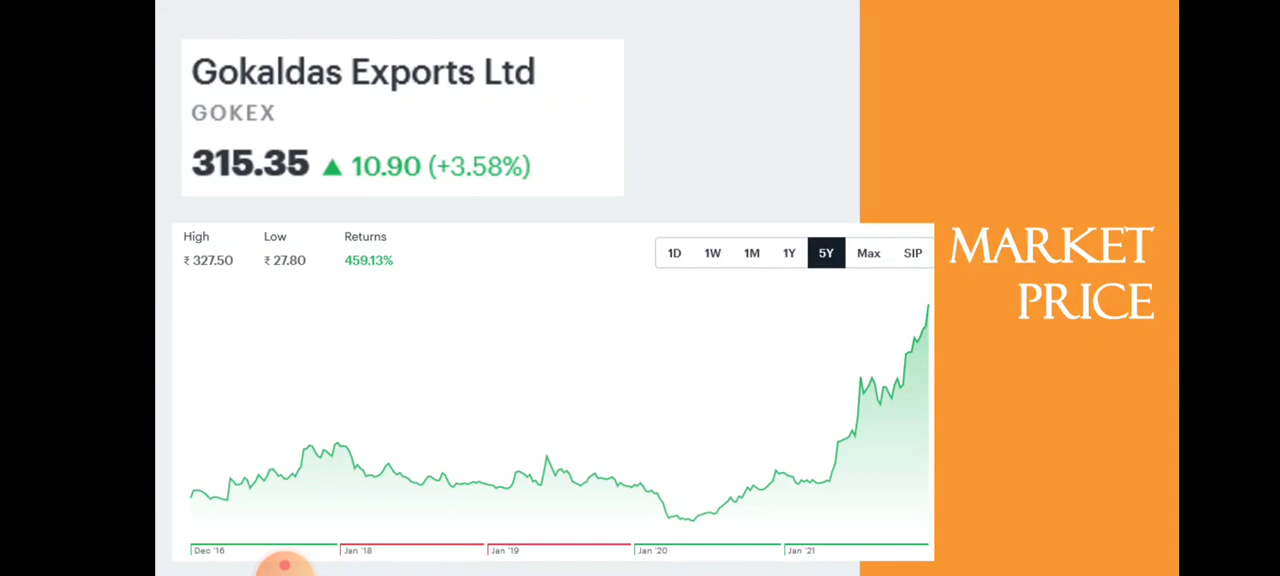 Gokaldas Exports Ltd
GOKEX
315.35 ▲ 10.90 (+3.58%)
High Low Returns
₹ 327.50 ₹ 27.80 459.13%
1D 1W 1M 1Y 5Y Max SIP
MARKET
PRICE
Dec '16 Jan '18 Jan '19 Jan '20 Jan '21